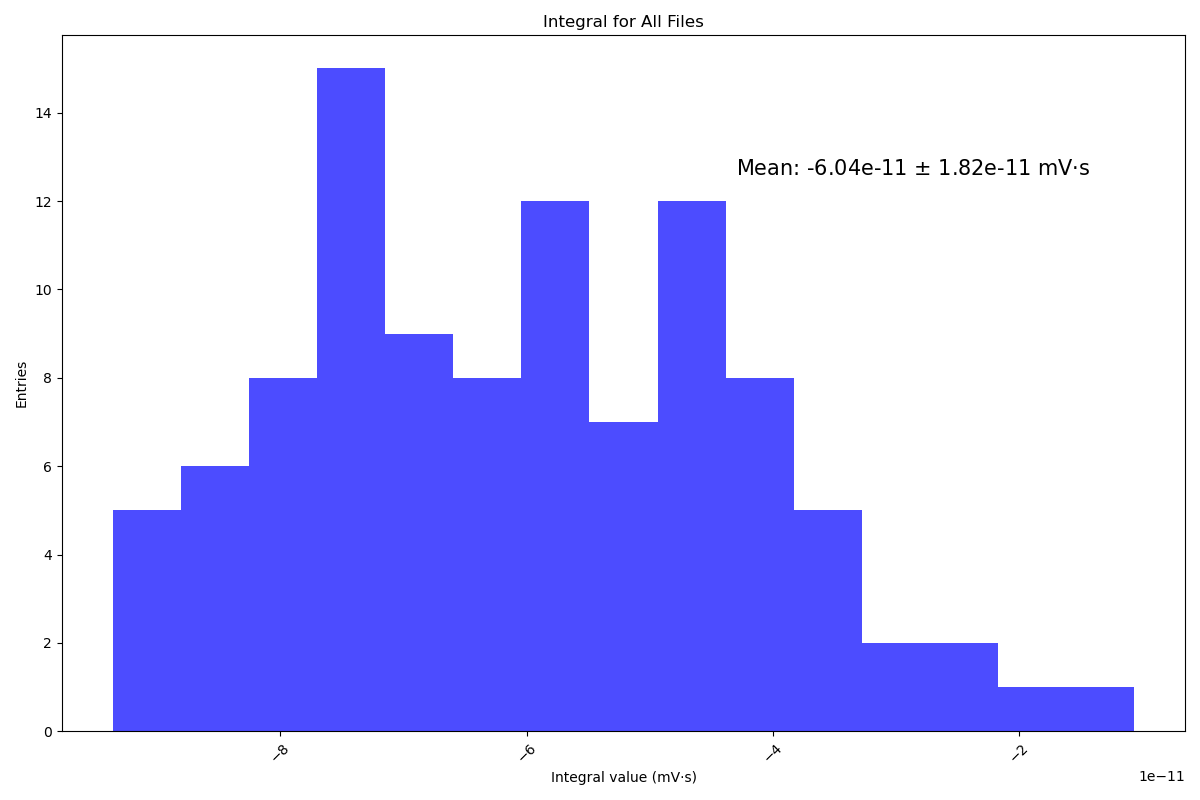 Integral for All Files
Mean: -6.04e-11 ± 1.82e-11 mV·s
Entries
14
12
10
8
6
4
2
0
−8
−6
−4
−2
1e−11
Integral value (mV·s)